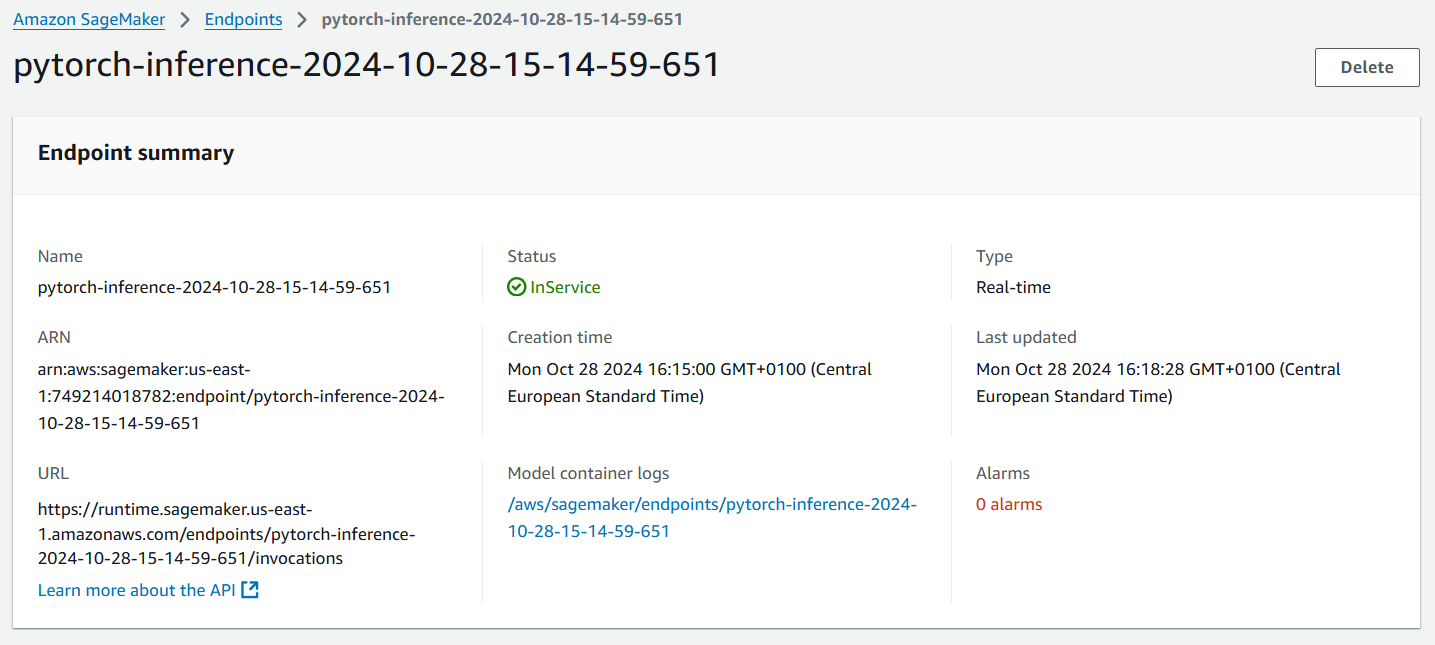 Amazon SageMaker > Endpoints > pytorch-inference-2024-10-28-15-14-59-651
pytorch-inference-2024-10-28-15-14-59-651
Delete
Endpoint summary
Name
pytorch-inference-2024-10-28-15-14-59-651
Status
InService
Type
Real-time
ARN
arn:aws:sagemaker:us-east-
1:749214018782:endpoint/pytorch-inference-2024-
10-28-15-14-59-651
Creation time
Mon Oct 28 2024 16:15:00 GMT+0100 (Central
European Standard Time)
Last updated
Mon Oct 28 2024 16:18:28 GMT+0100 (Central
European Standard Time)
URL
https://runtime.sagemaker.us-east-
1.amazonaws.com/endpoints/pytorch-inference-
2024-10-28-15-14-59-651/invocations
Learn more about the API
Model container logs
/aws/sagemaker/endpoints/pytorch-inference-2024-
10-28-15-14-59-651
Alarms
0 alarms